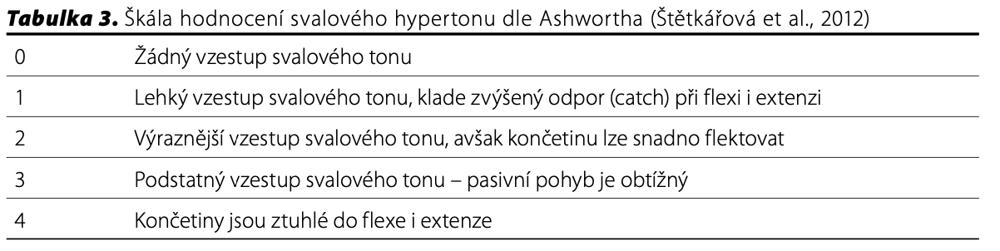 Tabulka 3. Škála hodnocení svalového hypertonu dle Ashwortha (Štětkářová et al., 2012)
0 Žádný vzestup svalového tonu
1 Lehký vzestup svalového tonu, klade zvýšený odpor (catch) při flexi i extenzi
2 Výraznější vzestup svalového tonu, avšak končetinu lze snadno flektovat
3 Podstatný vzestup svalového tonu – pasivní pohyb je obtížný
4 Končetiny jsou ztuhlé do flexe i extenze